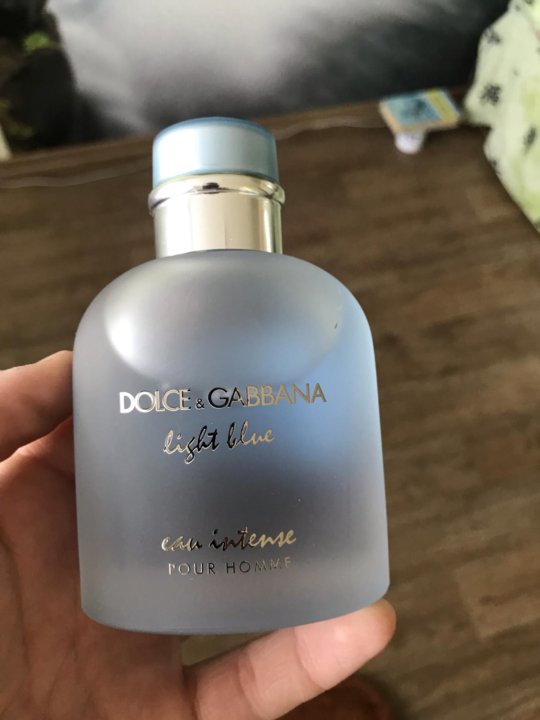 DOLCE & GABBANA
light blue
eau intense
POUR HOMME